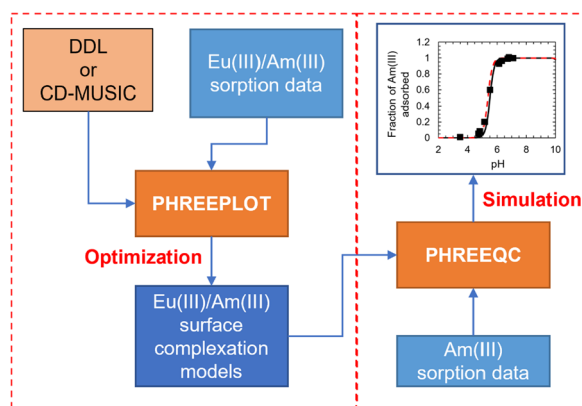 DDL
or
CD-MUSIC
Eu(III)/Am(III)
sorption data
PHREEPLOT
Optimization
Eu(III)/Am(III)
surface
complexation
models
Fraction of Am(III)
adsorbed
1.2
1
0.8
0.6
0.4
0.2
0
2 4 6 8 10
pH
Simulation
PHREEQC
Am(III)
sorption data